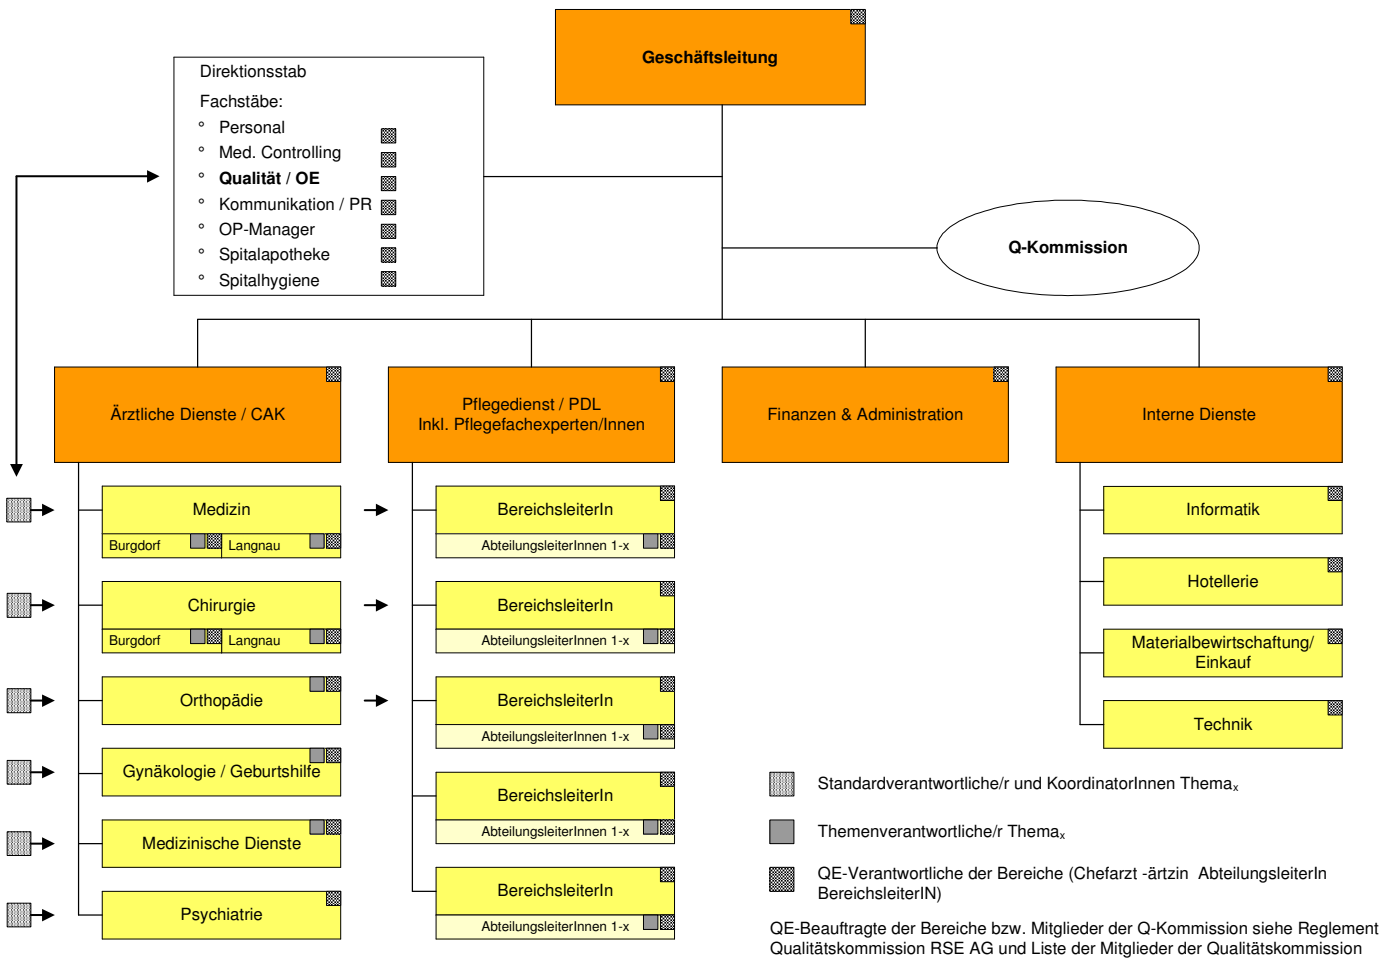 Geschäftsleitung
Direktionsstab
Fachstäbe:
° Personal
° Med. Controlling
° Qualität / OE
° Kommunikation / PR
° OP-Manager
° Spitalapotheke
° Spitalhygiene
Q-Kommission
Ärztliche Dienste / CAK
Pflegedienst / PDL
Inkl. Pflegefachexperten/Innen
Finanzen & Administration
Interne Dienste
Medizin
Burgdorf
Langnau
Chirurgie
Burgdorf
Langnau
Orthopädie
Gynäkologie / Geburtshilfe
Medizinische Dienste
Psychiatrie
BereichsleiterIn
AbteilungsleiterInnen 1-x
BereichsleiterIn
AbteilungsleiterInnen 1-x
BereichsleiterIn
AbteilungsleiterInnen 1-x
BereichsleiterIn
AbteilungsleiterInnen 1-x
BereichsleiterIn
AbteilungsleiterInnen 1-x
Informatik
Hotellerie
Materialbewirtschaftung/
Einkauf
Technik
Standardverantwortliche/r und KoordinatorInnen Themaₓ
Themenverantwortliche/r Themaₓ
QE-Verantwortliche der Bereiche (Chefarzt -ärtzin AbteilungsleiterIn
BereichsleiterIN)
QE-Beauftragte der Bereiche bzw. Mitglieder der Q-Kommission siehe Reglement
Qualitätskommission RSE AG und Liste der Mitglieder der Qualitätskommission